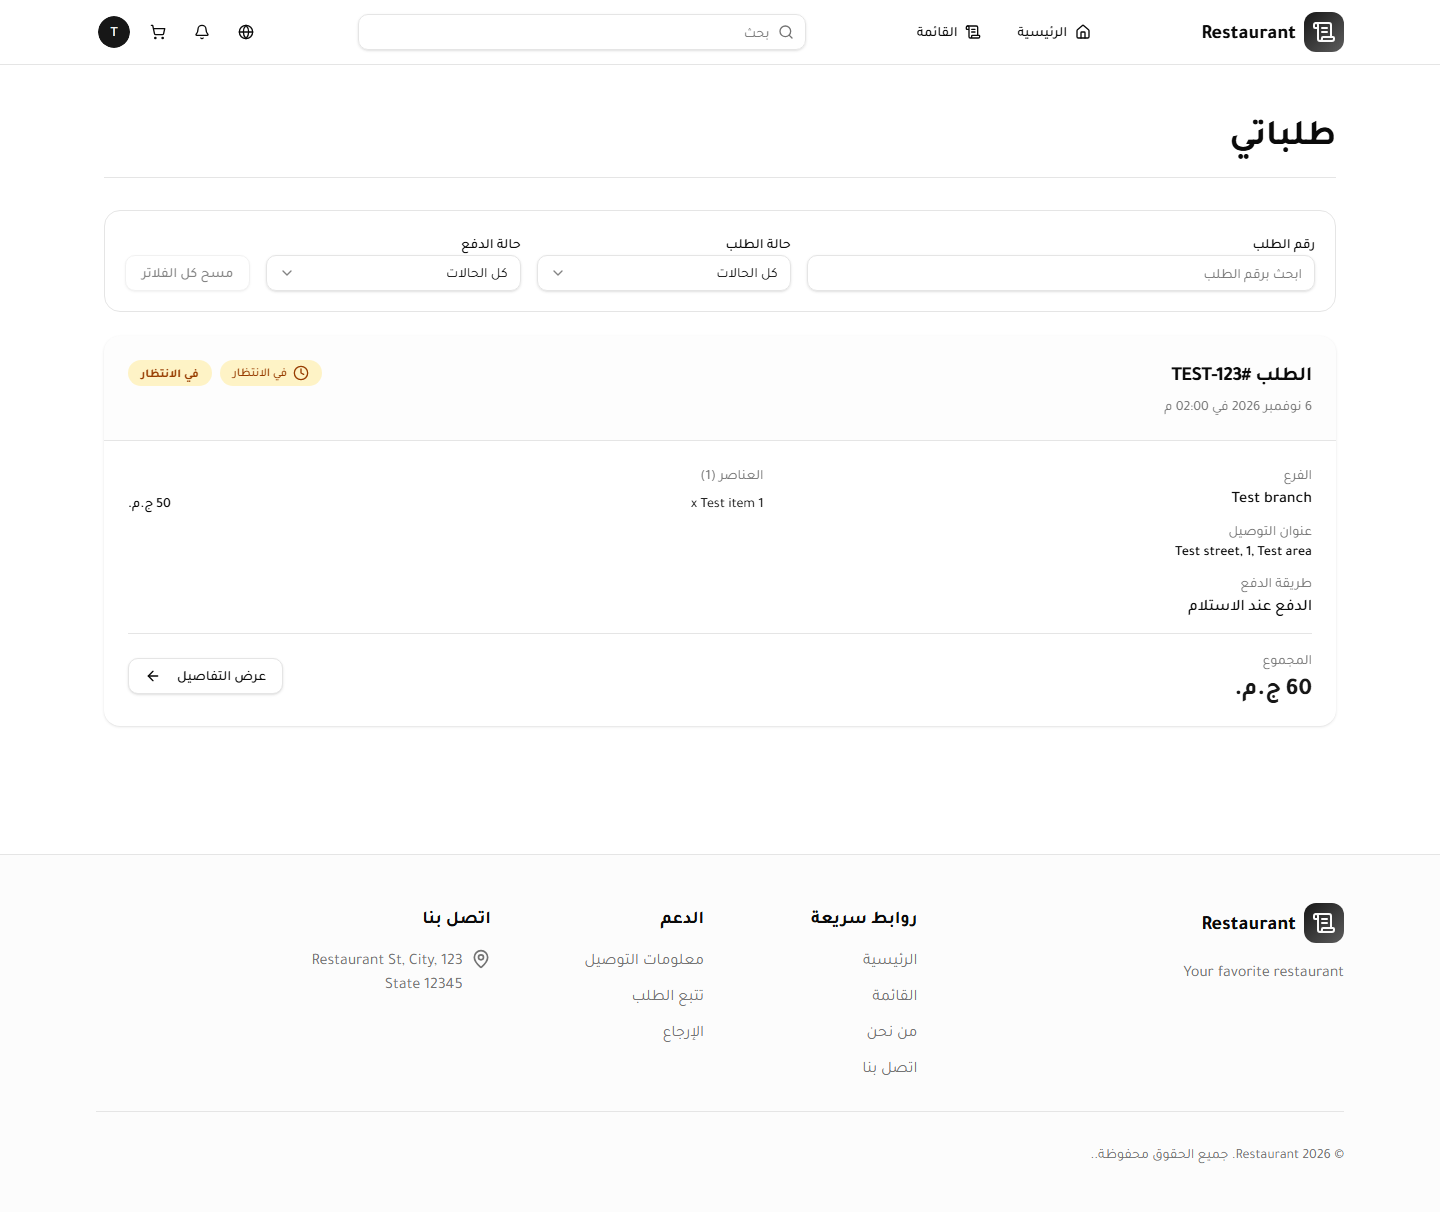 Restaurant
الرئيسية
القائمة
بحث
T
طلباتي
رقم الطلب
حالة الطلب
حالة الدفع
ابحث برقم الطلب
كل الحالات
كل الحالات
مسح كل الفلاتر
الطلب #TEST-123
في الانتظار
في الانتظار
6 نوفمبر 2026 في 02:00 م
الفرع
Test branch
عنوان التوصيل
Test street, 1, Test area
طريقة الدفع
الدفع عند الاستلام
العناصر (1)
1 x Test item
50 ج.م.
المجموع
60 ج.م.
عرض التفاصيل
Restaurant
Your favorite restaurant
روابط سريعة
الرئيسية
القائمة
من نحن
اتصل بنا
الدعم
معلومات التوصيل
تتبع الطلب
الإرجاع
اتصل بنا
123 Restaurant St, City,
State 12345
© 2026 Restaurant. جميع الحقوق محفوظة..